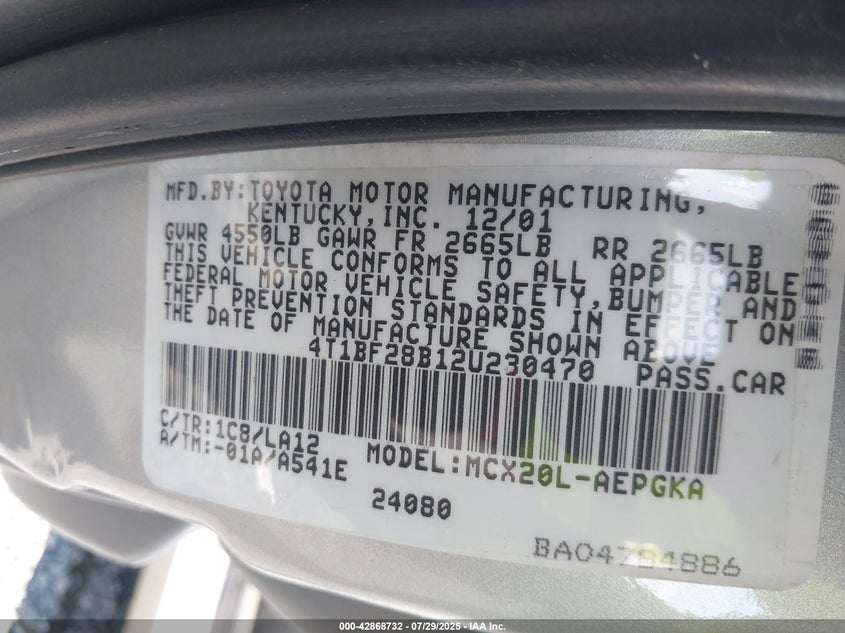 MFD.BY:TOYOTA MOTOR MANUFACTURING,
KENTUCKY,INC. 12/01
GVWR 4550LB GAWR FR 2665LB RR 2665LB
THIS VEHICLE CONFORMS TO ALL APPLICABLE
FEDERAL MOTOR VEHICLE SAFETY,BUMPER AND
THEFT PREVENTION STANDARDS IN EFFECT ON
THE DATE OF MANUFACTURE SHOWN ABOVE
4T1BF28B12U230470 PASS.CAR
C/TR:1C8/LA12
A/TM:-01A/A541E
MODEL:MCX20L-AEPGKA
24080
BA04784886
000-42868732 - 07/29/2025 - IAA Inc.